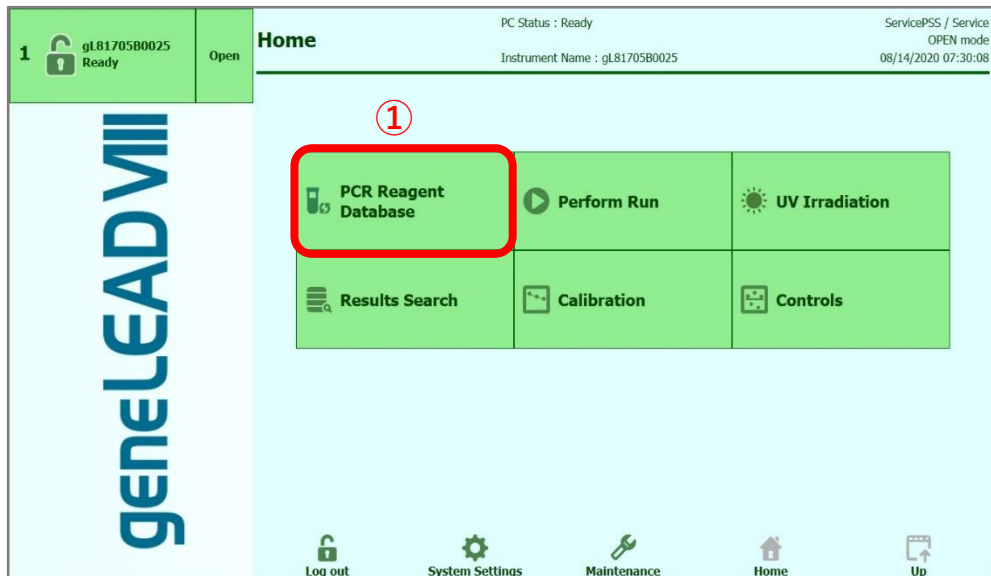 1
gL81705B0025
Ready
Open
Home
PC Status : Ready
Instrument Name : gL81705B0025
ServicePSS / Service
OPEN mode
08/14/2020 07:30:08
geneLEAD VIII
①
PCR Reagent
Database
Perform Run
UV Irradiation
Results Search
Calibration
Controls
Log out
System Settings
Maintenance
Home
Up